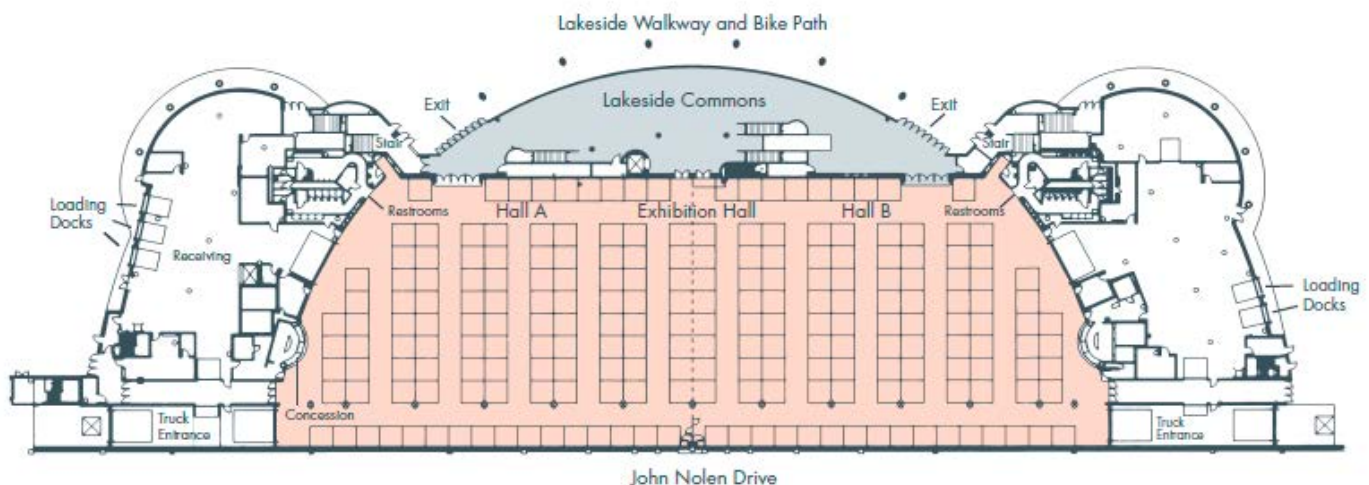 Lakeside Walkway and Bike Path
Exit
Lakeside Commons
Exit
Stair
Stair
Loading
Docks
Restrooms
Hall A
Exhibition Hall
Hall B
Restrooms
Receiving
Loading
Docks
Concession
Truck
Entrance
Truck
Entrance
John Nolen Drive